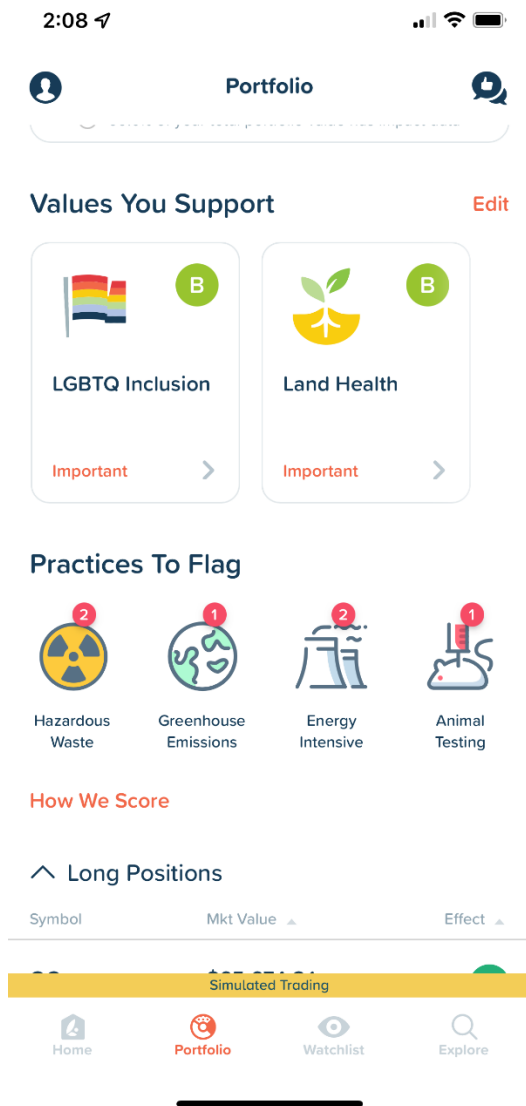 2:08
Portfolio
Values You Support
Edit
B
B
LGBTQ Inclusion
Land Health
Important
Important
Practices To Flag
2
1
2
1
Hazardous
Waste
Greenhouse
Emissions
Energy
Intensive
Animal
Testing
How We Score
Long Positions
Symbol
Mkt Value
Effect
Simulated Trading
Home
Portfolio
Watchlist
Explore